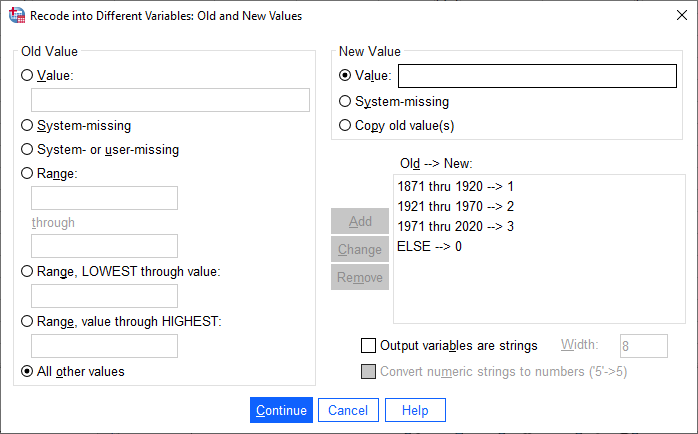 Recode into Different Variables: Old and New Values
Old Value
Value:
System-missing
System- or user-missing
Range:
through
Range, LOWEST through value:
Range, value through HIGHEST:
All other values
New Value
Value:
System-missing
Copy old value(s)
Old --> New:
1871 thru 1920 --> 1
1921 thru 1970 --> 2
1971 thru 2020 --> 3
ELSE --> 0
Add
Change
Remove
Output variables are strings
Width:
8
Convert numeric strings to numbers ('5'->5)
Continue
Cancel
Help